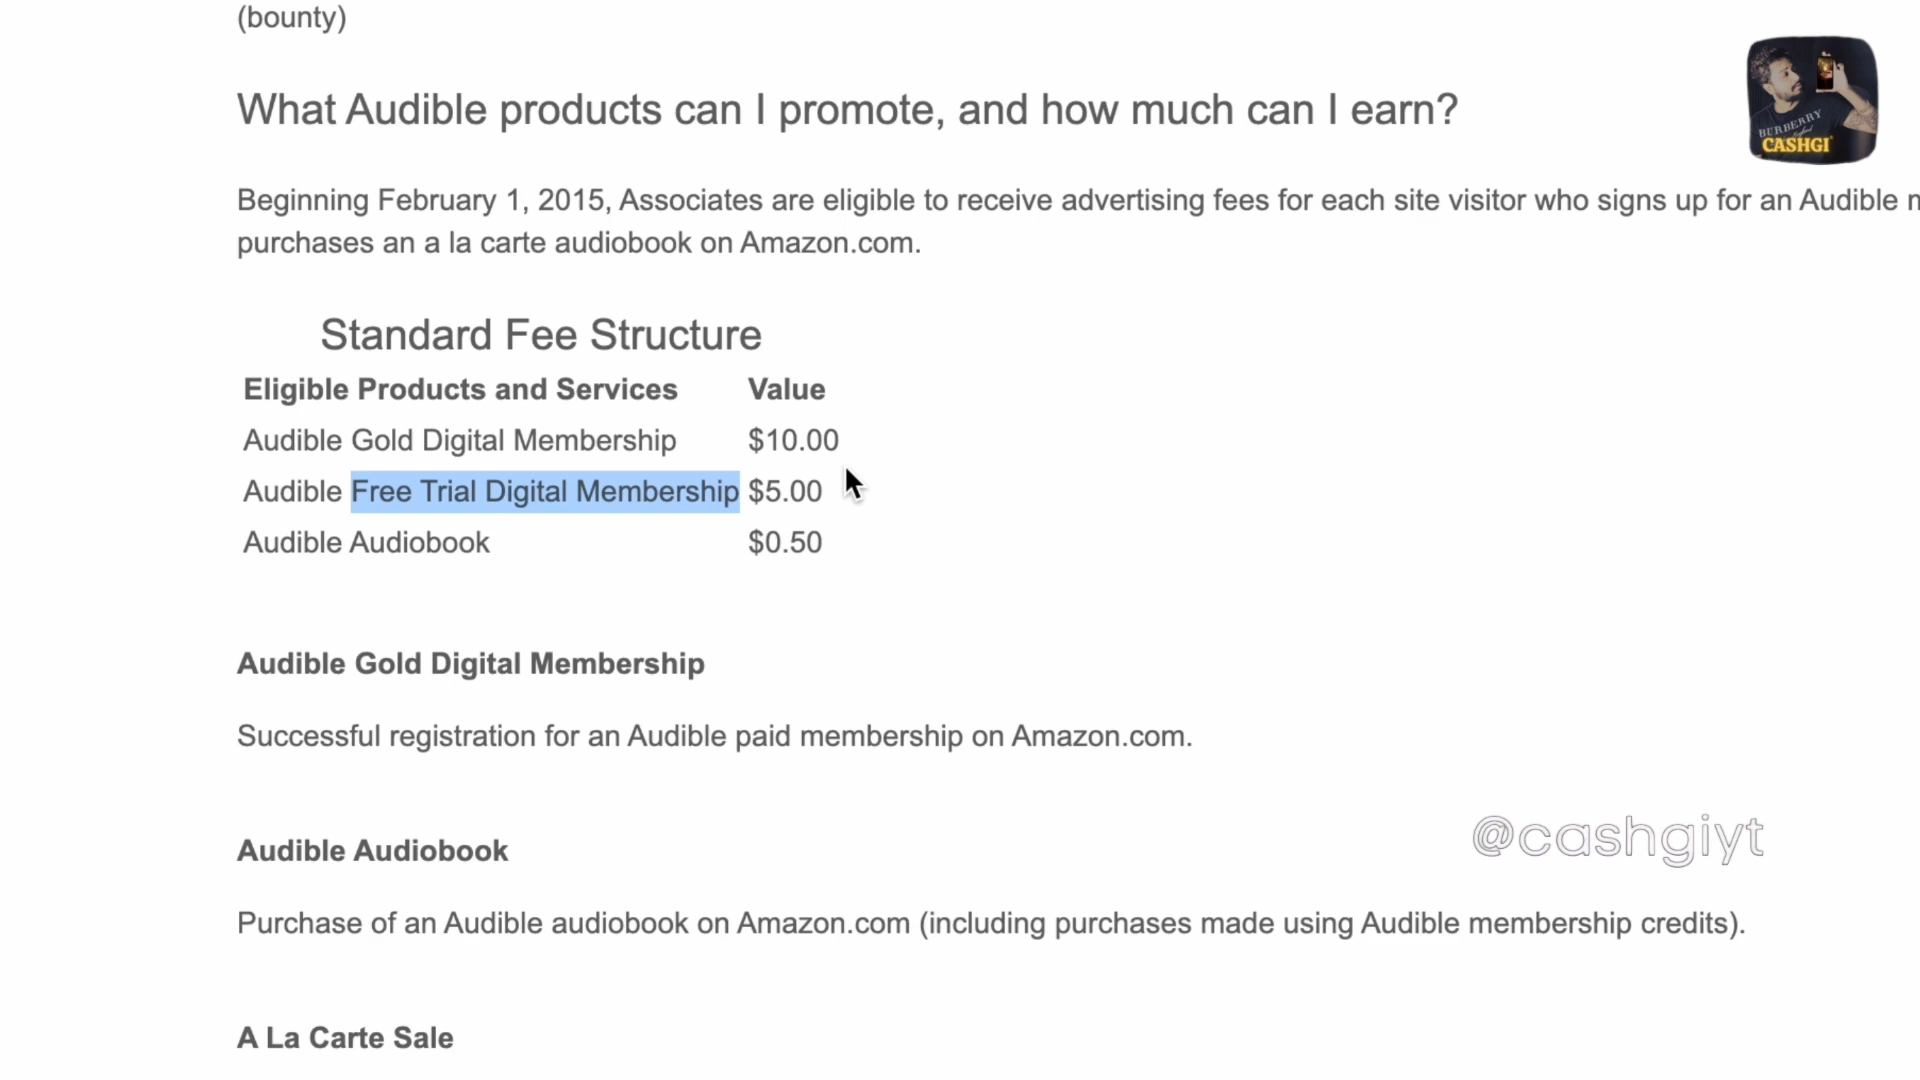 (bounty)
What Audible products can I promote, and how much can I earn?
BURBERRY
CASHGI
Beginning February 1, 2015, Associates are eligible to receive advertising fees for each site visitor who signs up for an Audible
purchases an a la carte audiobook on Amazon.com.
Standard Fee Structure
Eligible Products and Services Value
Audible Gold Digital Membership $10.00
Audible Free Trial Digital Membership $5.00
Audible Audiobook $0.50
Audible Gold Digital Membership
Successful registration for an Audible paid membership on Amazon.com.
@cashgiyt
Audible Audiobook
Purchase of an Audible audiobook on Amazon.com (including purchases made using Audible membership credits).
A La Carte Sale